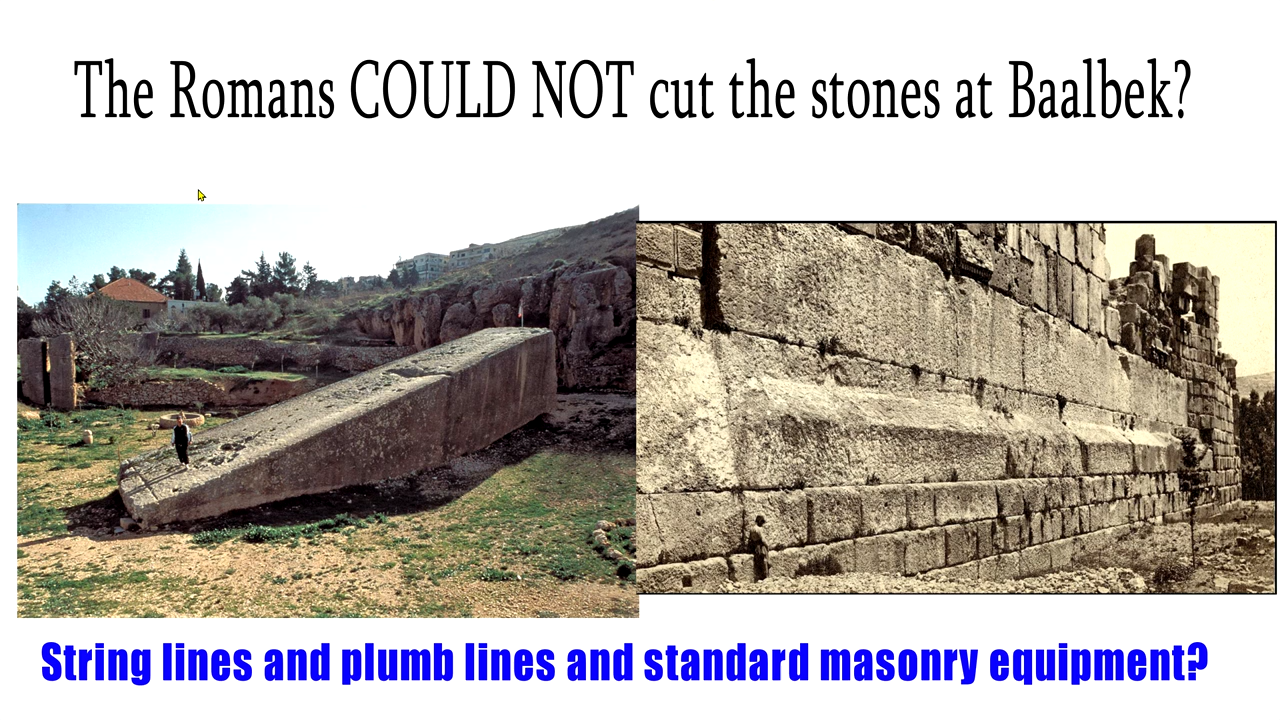 The Romans COULD NOT cut the stones at Baalbek?
String lines and plumb lines and standard masonry equipment?